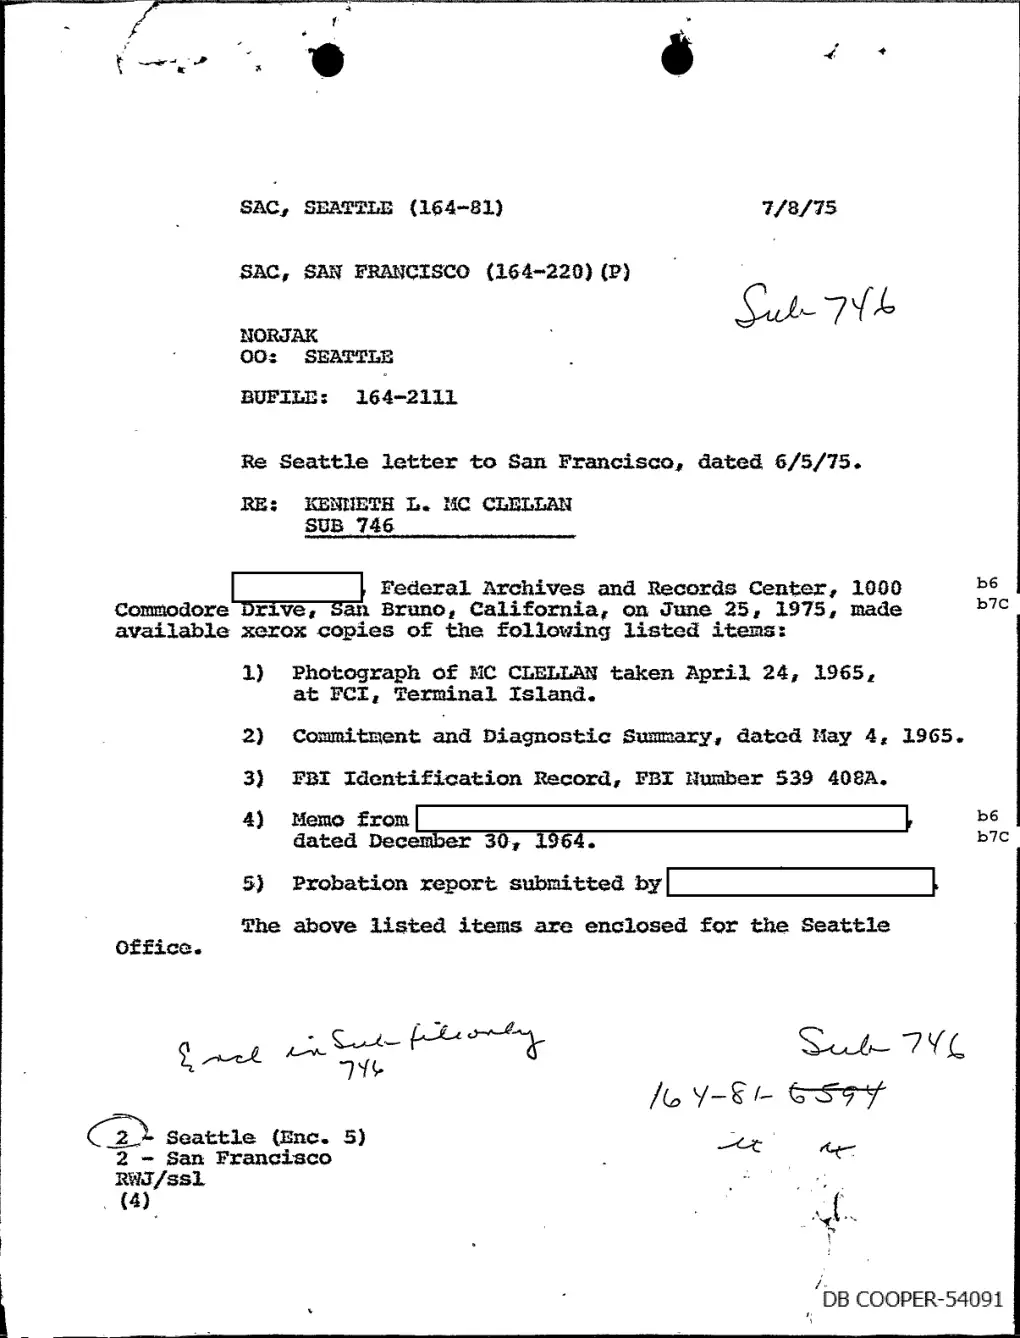 SAC, SEATTLE (164-81) 7/8/75
SAC, SAN FRANCISCO (164-220)(P)
Sub 746
NORJAK
OO: SEATTLE
BUFILE: 164-2111
Re Seattle letter to San Francisco, dated 6/5/75.
RE: KENNETH L. MC CLELLAN
SUB 746
, Federal Archives and Records Center, 1000 b6
Commodore Drive, San Bruno, California, on June 25, 1975, made b7C
available xerox copies of the following listed items:
1) Photograph of MC CLELLAN taken April 24, 1965,
at FCI, Terminal Island.
2) Commitment and Diagnostic Summary, dated May 4, 1965.
3) FBI Identification Record, FBI Number 539 408A.
4) Memo from , b6
dated December 30, 1964. b7C
5) Probation report submitted by .
The above listed items are enclosed for the Seattle
Office.
Encl in Sub file only
746
Sub 746
164-81-6594
2 - Seattle (Enc. 5)
2 - San Francisco
RWJ/ssl
(4)
DB COOPER-54091